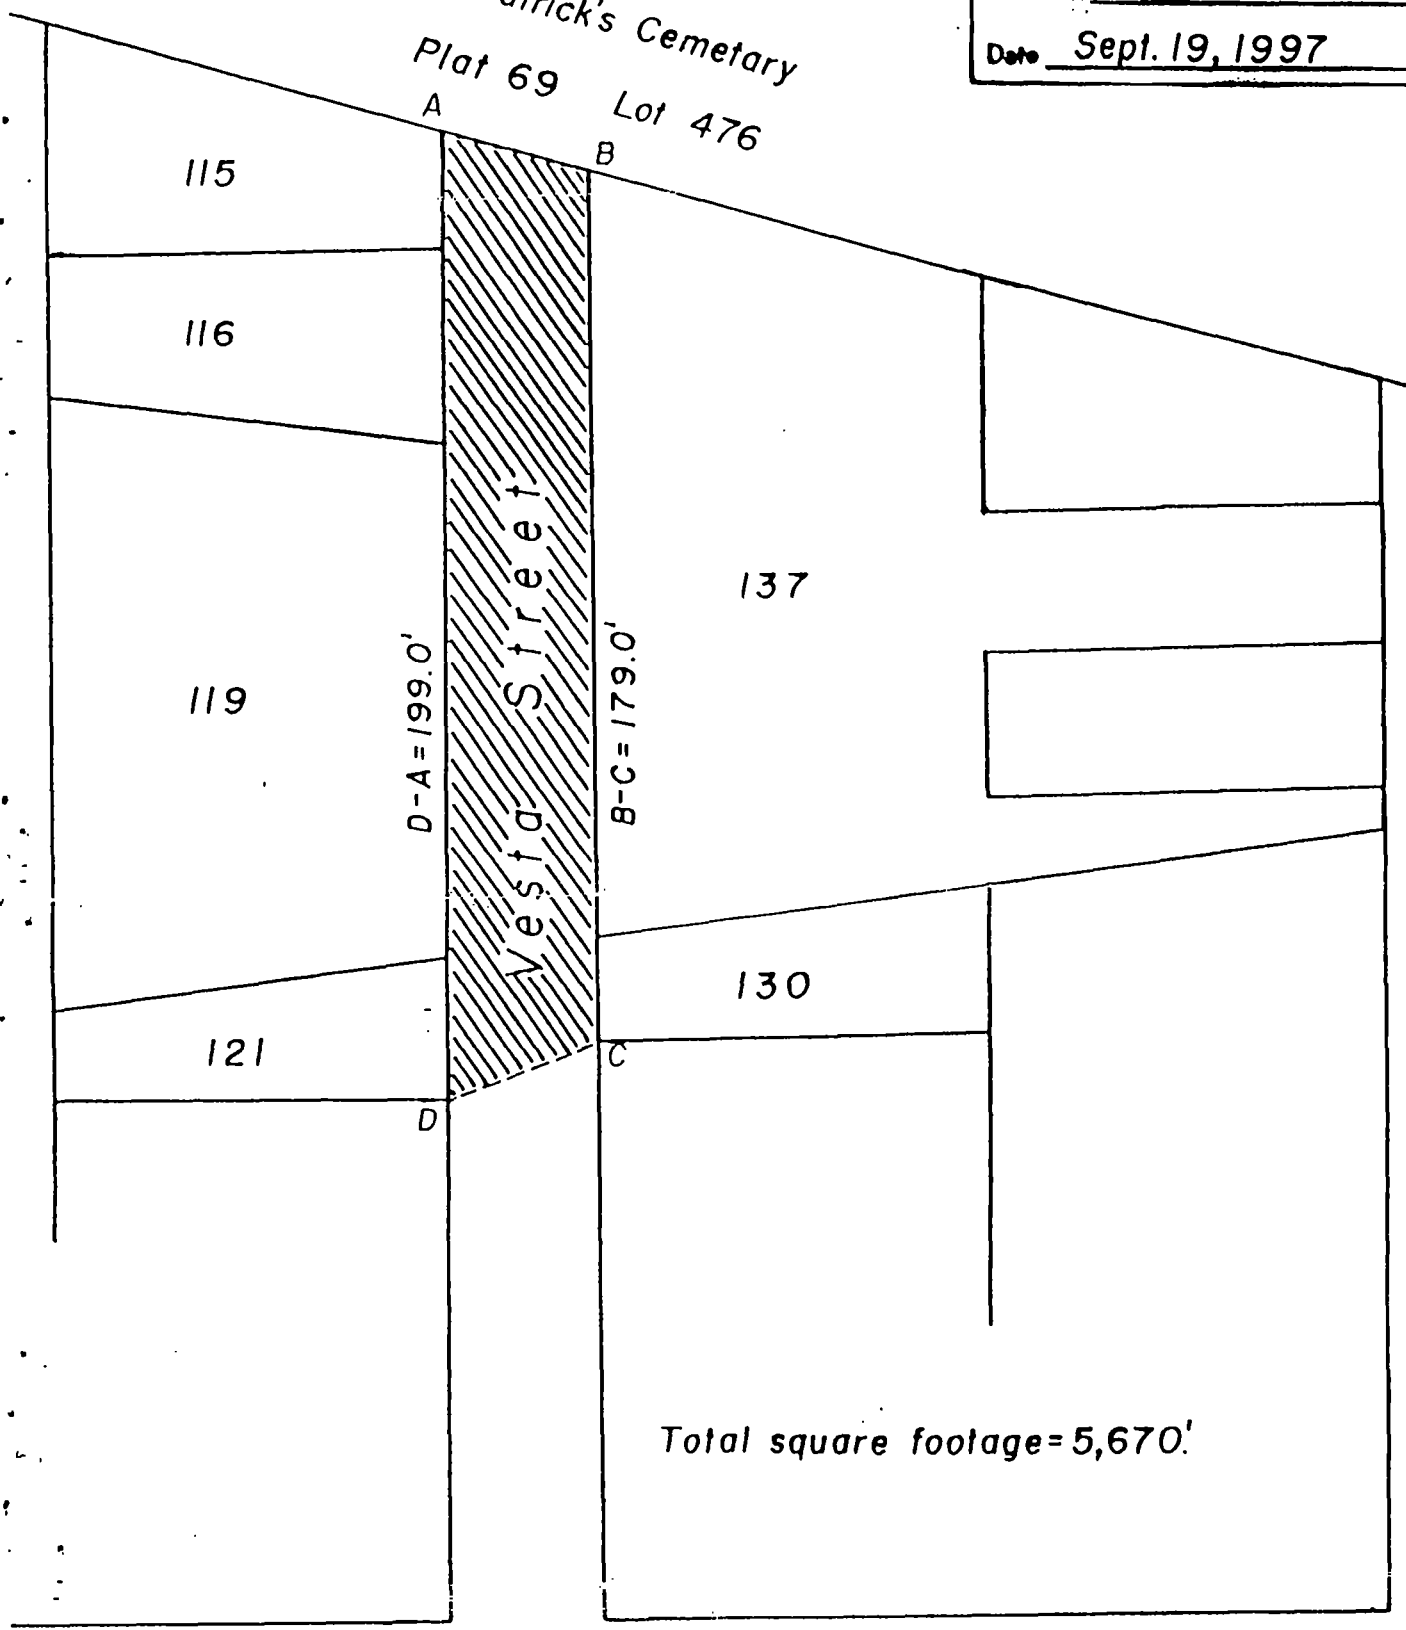 Cemetary
Plat 69 Lot 476
Date Sept. 19, 1997
A
B
115
116
119
121
D-A=199.0'
Vesta Street
B-C=179.0'
137
130
C
D
Total square footage=5,670.'